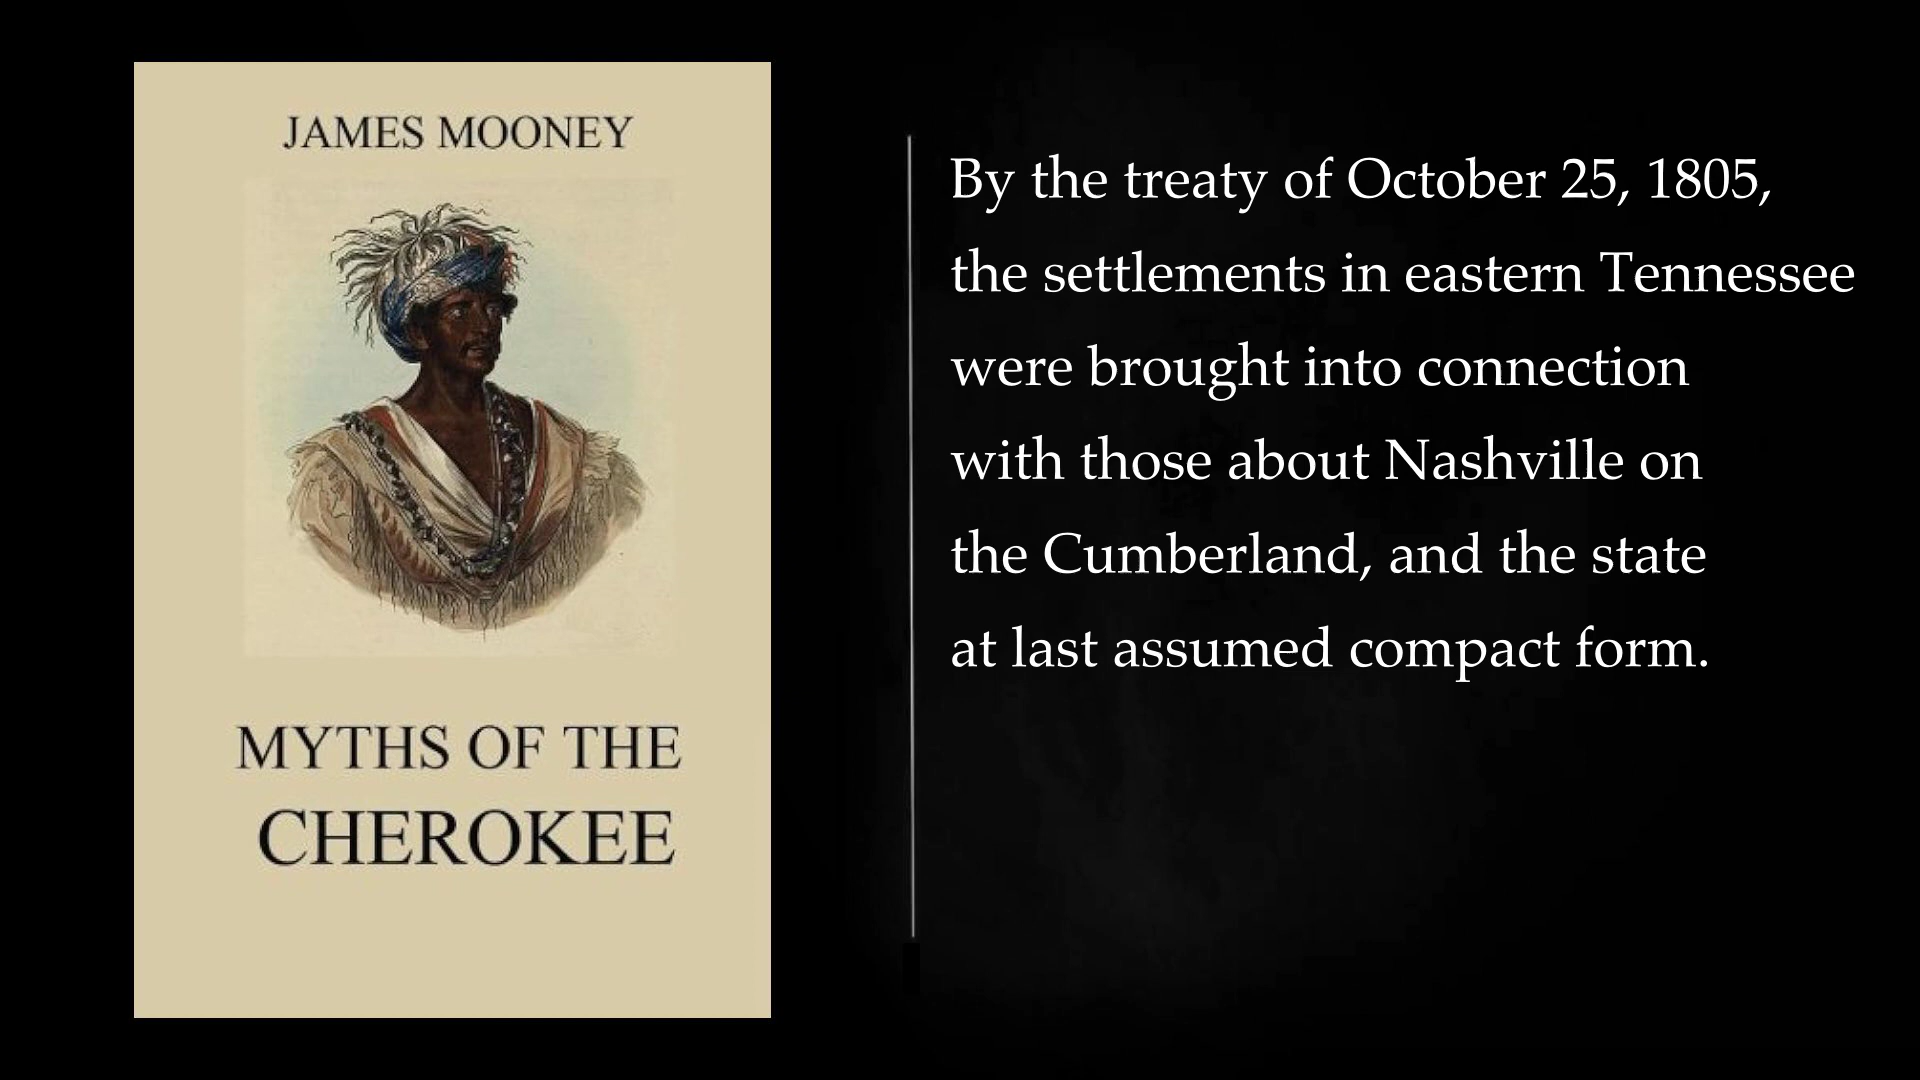 JAMES MOONEY
MYTHS OF THE
CHEROKEE
By the treaty of October 25, 1805,
the settlements in eastern Tennessee
were brought into connection
with those about Nashville on
the Cumberland, and the state
at last assumed compact form.